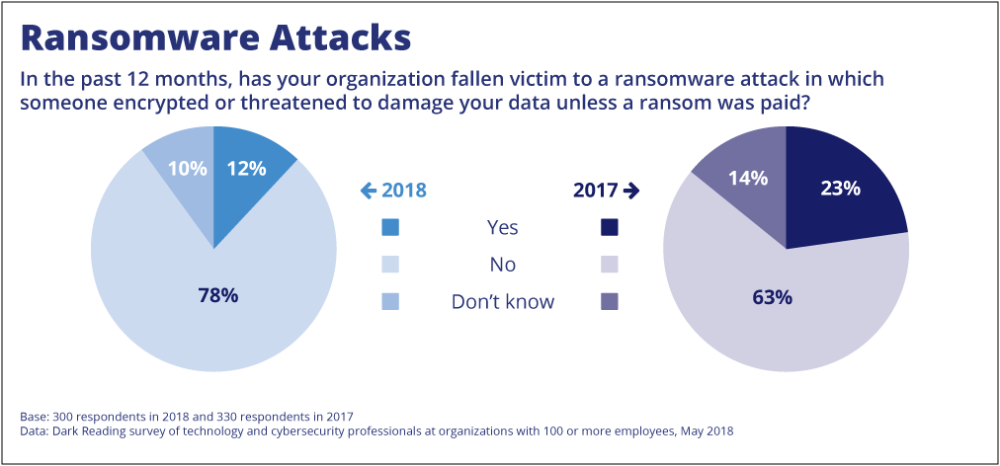 Ransomware Attacks
In the past 12 months, has your organization fallen victim to a ransomware attack in which
someone encrypted or threatened to damage your data unless a ransom was paid?
10% 12%
78%
← 2018
2017 →
Yes
No
Don’t know
14%
23%
63%
Base: 300 respondents in 2018 and 330 respondents in 2017
Data: Dark Reading survey of technology and cybersecurity professionals at organizations with 100 or more employees, May 2018